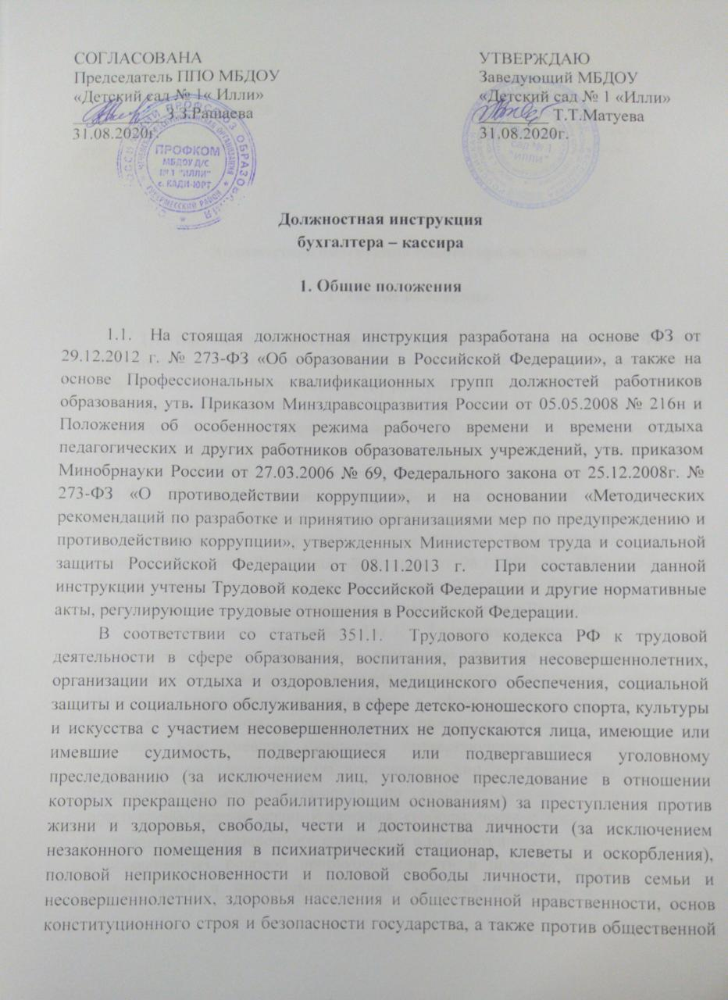 СОГЛАСОВАНА
Председатель ППО МБДОУ
«Детский сад № 1« Илли»
З.З.Рашаева
31.08.2020г.
УТВЕРЖДАЮ
Заведующий МБДОУ
«Детский сад № 1 «Илли»
Т.Т.Матуева
31.08.2020г.
ПРОФКОМ
МБДОУ Д/С
№ 1 "ИЛЛИ"
с. КАДИ-ЮРТ
сад № 1
"ИЛЛИ"
Должностная инструкция
бухгалтера – кассира
1. Общие положения
1.1. На стоящая должностная инструкция разработана на основе ФЗ от
29.12.2012 г. № 273-ФЗ «Об образовании в Российской Федерации», а также на
основе Профессиональных квалификационных групп должностей работников
образования, утв. Приказом Минздравсоцразвития России от 05.05.2008 № 216н и
Положения об особенностях режима рабочего времени и времени отдыха
педагогических и других работников образовательных учреждений, утв. приказом
Минобрнауки России от 27.03.2006 № 69, Федерального закона от 25.12.2008г. №
273-ФЗ «О противодействии коррупции», и на основании «Методических
рекомендаций по разработке и принятию организациями мер по предупреждению и
противодействию коррупции», утвержденных Министерством труда и социальной
защиты Российской Федерации от 08.11.2013 г. При составлении данной
инструкции учтены Трудовой кодекс Российской Федерации и другие нормативные
акты, регулирующие трудовые отношения в Российской Федерации.
В соответствии со статьей 351.1. Трудового кодекса РФ к трудовой
деятельности в сфере образования, воспитания, развития несовершеннолетних,
организации их отдыха и оздоровления, медицинского обеспечения, социальной
защиты и социального обслуживания, в сфере детско-юношеского спорта, культуры
и искусства с участием несовершеннолетних не допускаются лица, имеющие или
имевшие судимость, подвергающиеся или подвергавшиеся уголовному
преследованию (за исключением лиц, уголовное преследование в отношении
которых прекращено по реабилитирующим основаниям) за преступления против
жизни и здоровья, свободы, чести и достоинства личности (за исключением
незаконного помещения в психиатрический стационар, клеветы и оскорбления),
половой неприкосновенности и половой свободы личности, против семьи и
несовершеннолетних, здоровья населения и общественной нравственности, основ
конституционного строя и безопасности государства, а также против общественной